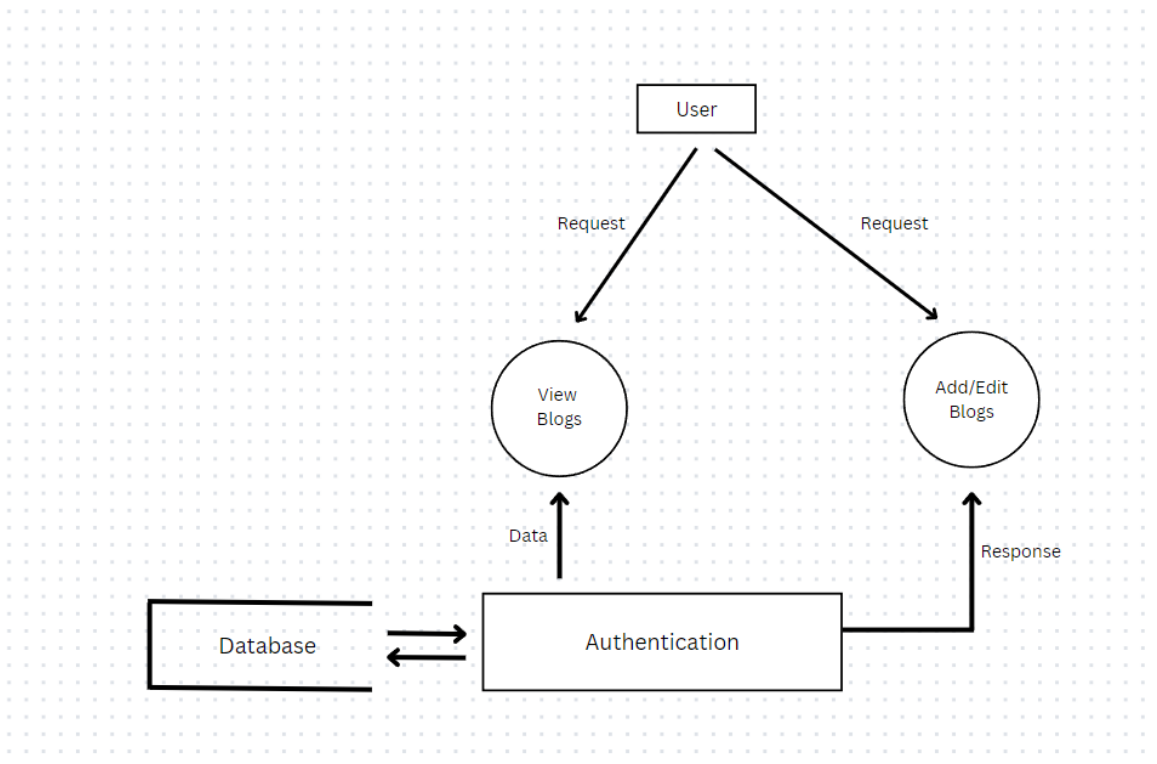 User
Request
Request
View
Blogs
Add/Edit
Blogs
Data
Response
Database
Authentication